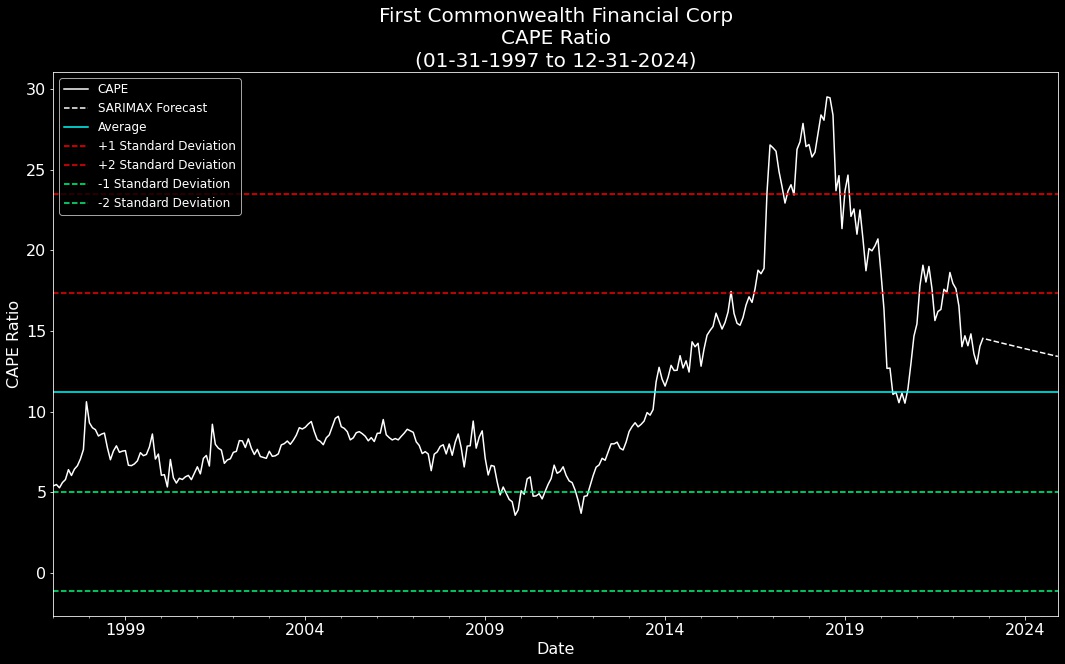 First Commonwealth Financial Corp
CAPE Ratio
(01-31-1997 to 12-31-2024)
CAPE
SARIMAX Forecast
Average
+1 Standard Deviation
+2 Standard Deviation
-1 Standard Deviation
-2 Standard Deviation
CAPE Ratio
30
25
20
15
10
5
0
1999 2004 2009 2014 2019 2024
Date